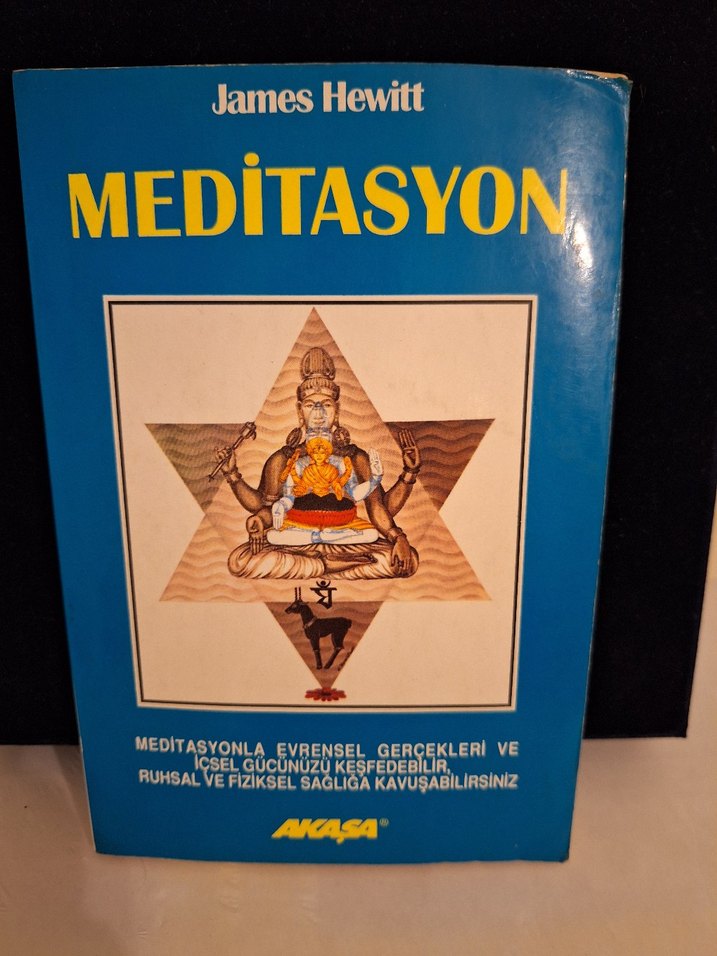 James Hewitt
MEDİTASYON
यं
MEDİTASYONLA EVRENSEL GERÇEKLERİ VE
İÇSEL GÜCÜNÜZÜ KEŞFEDEBİLİR,
RUHSAL VE FİZİKSEL SAĞLIĞA KAVUŞABİLİRSİNİZ
AKAŞA®